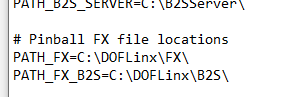 PATH_B2S_SERVER=C:\B2SServer\
# Pinball FX file locations
PATH_FX=C:\DOFLinx\FX\
PATH_FX_B2S=C:\DOFLinx\B2S\